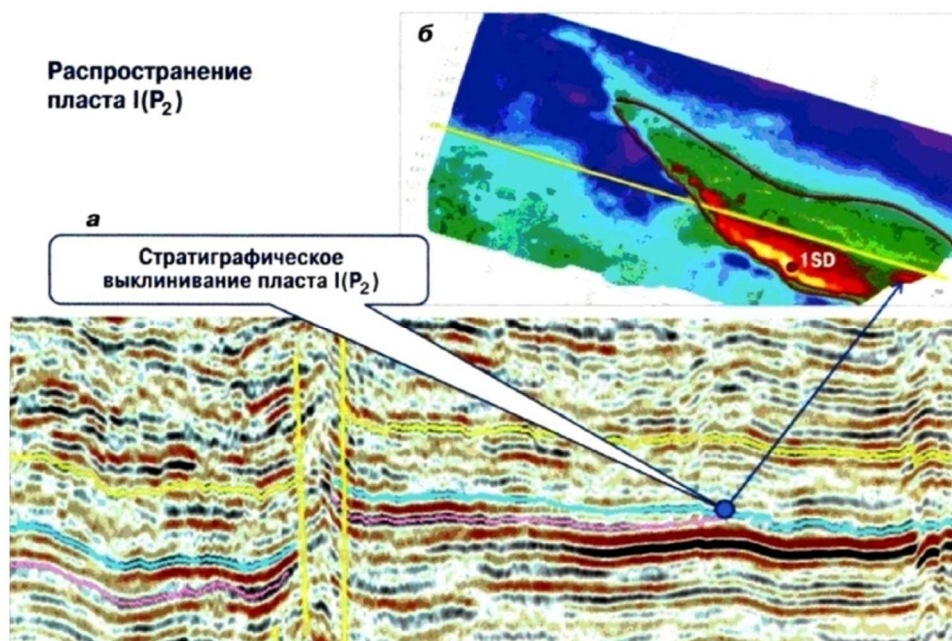 Распространение
пласта I(P₂)
б
1SD
а
Стратиграфическое
выклинивание пласта I(P₂)